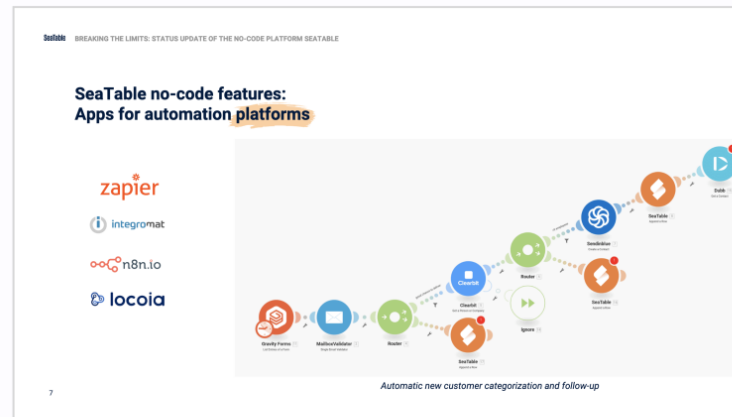 SeaTable BREAKING THE LIMITS: STATUS UPDATE OF THE NO-CODE PLATFORM SEATABLE
SeaTable no-code features:
Apps for automation platforms
zapier
integromat
n8n.io
locoia
Dubb
SeaTable
Sendinblue
Router
SeaTable
Clearbit
Clearbit
Ignore
Gravity Forms
MailboxValidator
Router
SeaTable
Automatic new customer categorization and follow-up
7